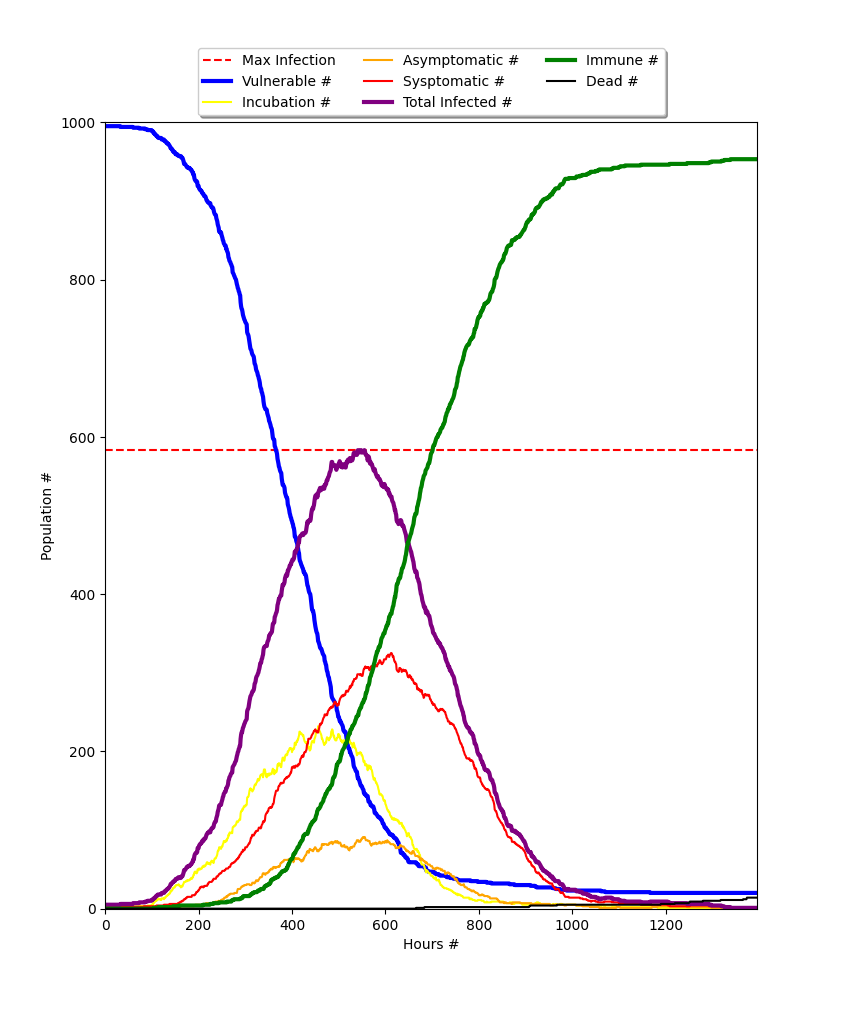 Max Infection Asymptomatic # Immune #
Vulnerable # Sysptomatic # Dead #
Incubation # Total Infected #
1000
800
600
400
200
0
Population #
0 200 400 600 800 1000 1200
Hours #